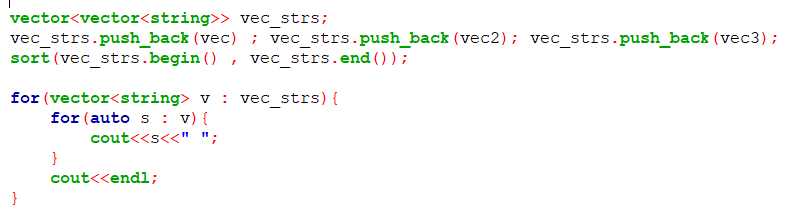 vector<vector<string>> vec_strs;
vec_strs.push_back(vec) ; vec_strs.push_back(vec2); vec_strs.push_back(vec3);
sort(vec_strs.begin() , vec_strs.end());

for(vector<string> v : vec_strs){
    for(auto s : v){
        cout<<s<<" ";
    }
    cout<<endl;
}